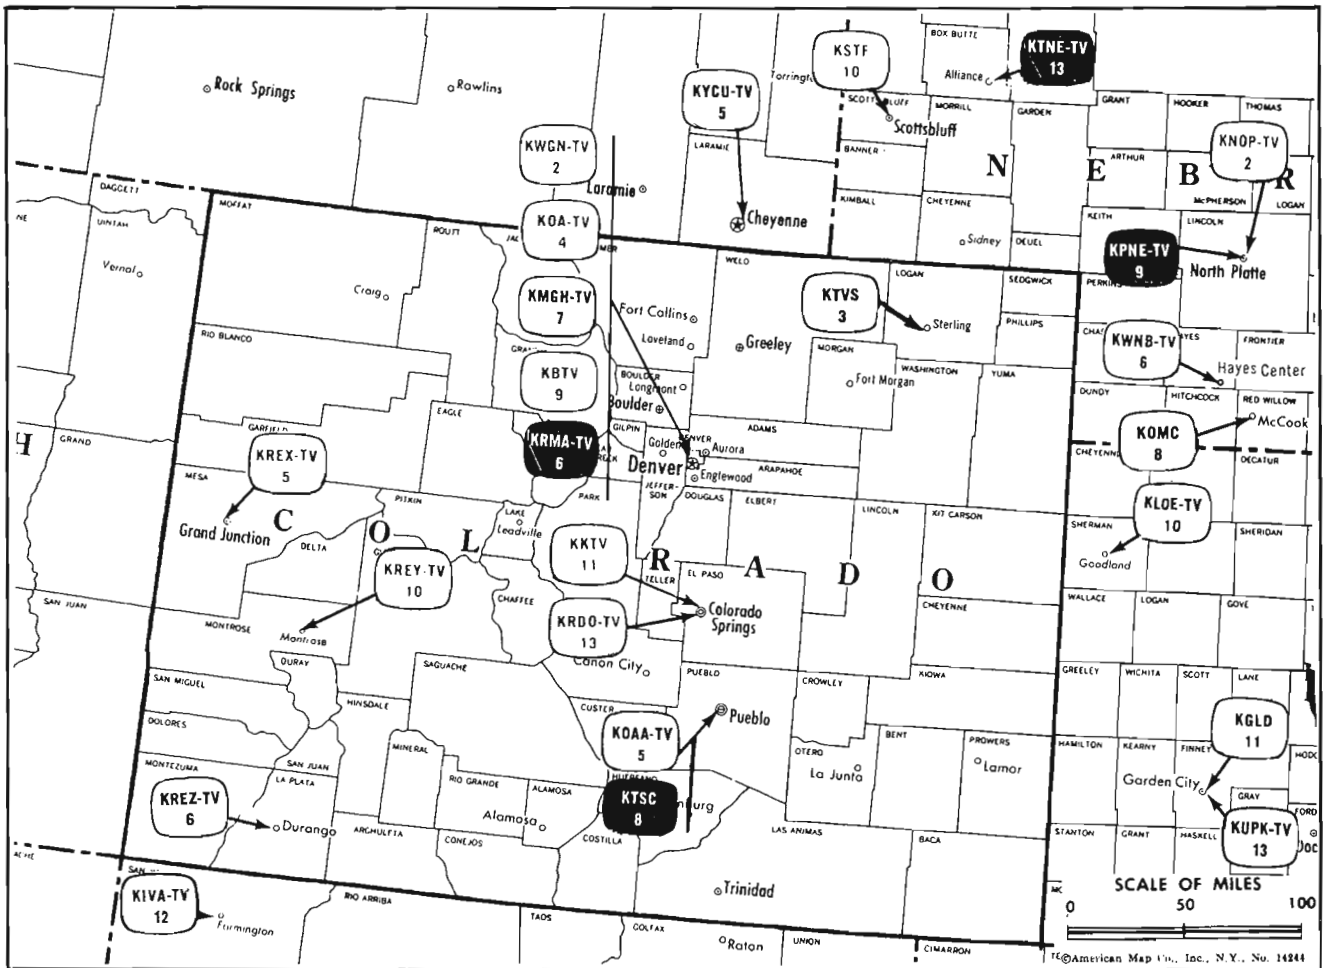 BOX BUTTE
KTNE-TV
13
KSTF
10
Alliance
Rock Springs
Rawlins
KYCU-TV
5
SCOTTS BLUFF
MORRILL
GARDEN
GRANT
HOOKER
THOMAS
Scottsbluff
KNOP-TV
2
KWGN-TV
2
LARAMIE
BANNER
ARTHUR
N E B R
Laramie
DAGGETT
MOFFAT
KIMBALL
CHEYENNE
McPHERSON
LOGAN
UINTAH
ROUTT
KOA-TV
4
Cheyenne
KEITH
LINCOLN
Sidney
DEUEL
KPNE-TV
9
North Platte
Vernal
WELD
LOGAN
SEDGWICK
PERKINS
Craig
KMGH-TV
7
Fort Collins
KTVS
3
Sterling
PHILLIPS
RIO BLANCO
Loveland
Greeley
MORGAN
KWNB-TV
6
FRONTIER
KBTV
9
BOULDER
Longmont
Fort Morgan
WASHINGTON
YUMA
Hayes Center
EAGLE
Boulder
DUNDY
HITCHCOCK
RED WILLOW
GARFIELD
GILPIN
ADAMS
KOMC
8
McCook
GRAND
KREX-TV
5
KRMA-TV
6
Golden
Aurora
Denver
Englewood
ARAPAHOE
DECATUR
MESA
PITKIN
PARK
JEFFER-
SON
DOUGLAS
ELBERT
LINCOLN
KIT CARSON
KLOE-TV
10
LAKE
Leadville
Grand Junction
C O L R A D O
SHERMAN
SHERIDAN
DELTA
KKTV
11
Goodland
KREY-TV
10
TELLER
EL PASO
CHAFFEE
CHEYENNE
WALLACE
LOGAN
GOVE
SAN JUAN
MONTROSE
Montrose
KRDO-TV
13
Colorado
Springs
OURAY
SAGUACHE
Canon City
PUEBLO
CROWLEY
KIOWA
GREELEY
WICHITA
SCOTT
LANE
SAN MIGUEL
HINSDALE
CUSTER
Pueblo
DOLORES
KOAA-TV
5
KGLD
11
MINERAL
OTERO
BENT
PROWERS
HAMILTON
KEARNY
FINNEY
MONTEZUMA
SAN JUAN
LA PLATA
RIO GRANDE
ALAMOSA
La Junta
Lamar
Garden City
GRAY
KREZ-TV
6
Durango
KTSC
8
Alamosa
ARCHULETA
CONEJOS
COSTILLA
LAS ANIMAS
BACA
STANTON
GRANT
HASKELL
FORD
KUPK-TV
13
KIVA-TV
12
Farmington
RIO ARRIBA
Trinidad
SCALE OF MILES
0 50 100
TAOS
COLFAX
Raton
UNION
CIMARRON
©American Map Co., Inc., N.Y., No. 14244